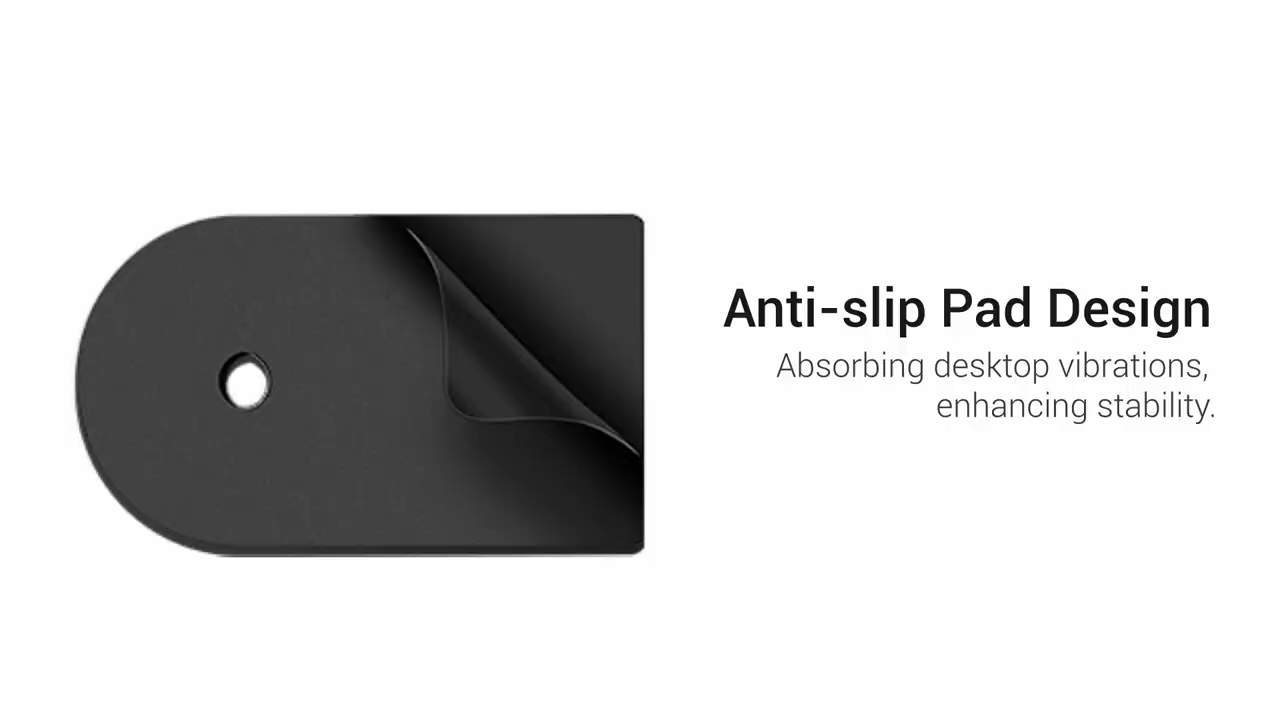 Anti-slip Pad Design
Absorbing desktop vibrations,
enhancing stability.